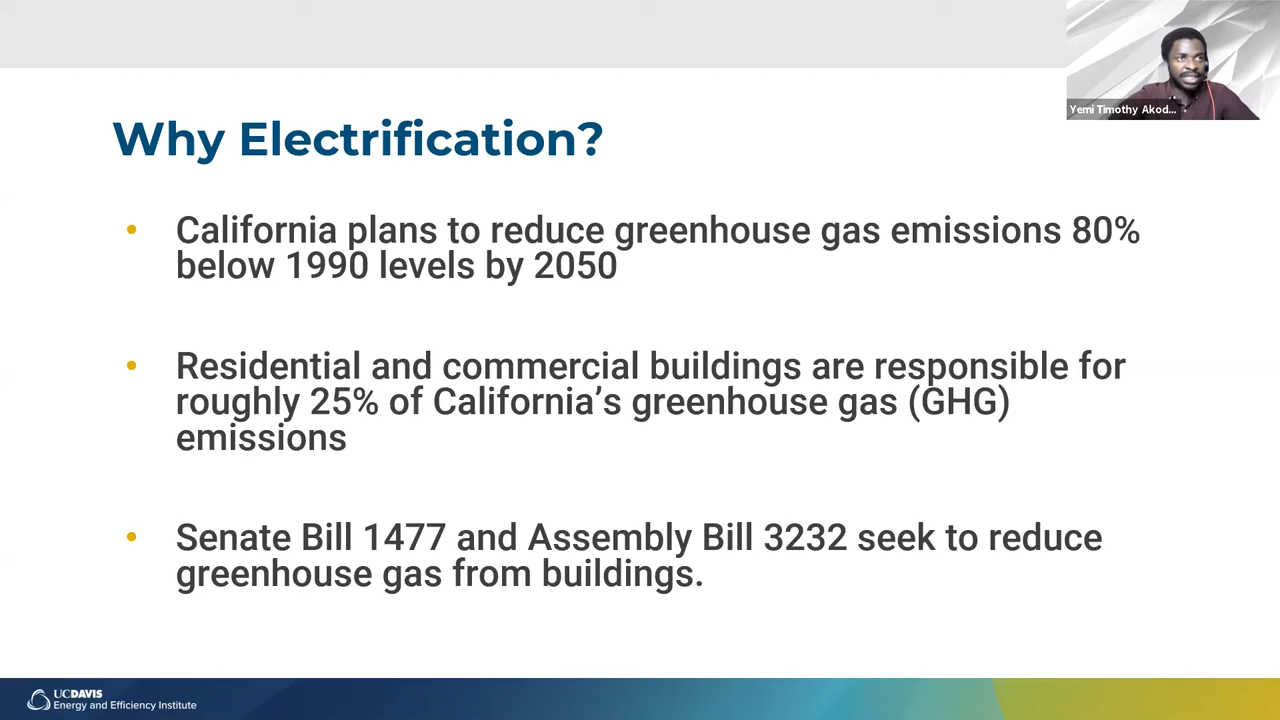 Yemi Timothy Akod...
Why Electrification?
• California plans to reduce greenhouse gas emissions 80%
below 1990 levels by 2050
• Residential and commercial buildings are responsible for
roughly 25% of California’s greenhouse gas (GHG)
emissions
• Senate Bill 1477 and Assembly Bill 3232 seek to reduce
greenhouse gas from buildings.
UCDAVIS
Energy and Efficiency Institute